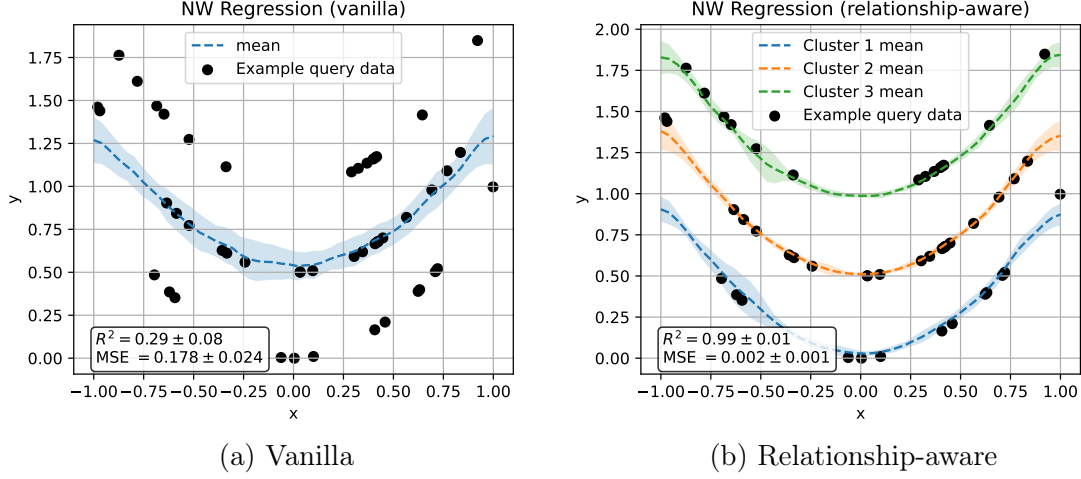 NW Regression (vanilla)
mean
Example query data
1.75
1.50
1.25
1.00
0.75
0.50
0.25
0.00
y
R² = 0.29 ± 0.08
MSE = 0.178 ± 0.024
−1.00 −0.75 −0.50 −0.25 0.00 0.25 0.50 0.75 1.00
x
(a) Vanilla
NW Regression (relationship-aware)
Cluster 1 mean
Cluster 2 mean
Cluster 3 mean
Example query data
2.00
1.75
1.50
1.25
1.00
0.75
0.50
0.25
0.00
y
R² = 0.99 ± 0.01
MSE = 0.002 ± 0.001
−1.00 −0.75 −0.50 −0.25 0.00 0.25 0.50 0.75 1.00
x
(b) Relationship-aware